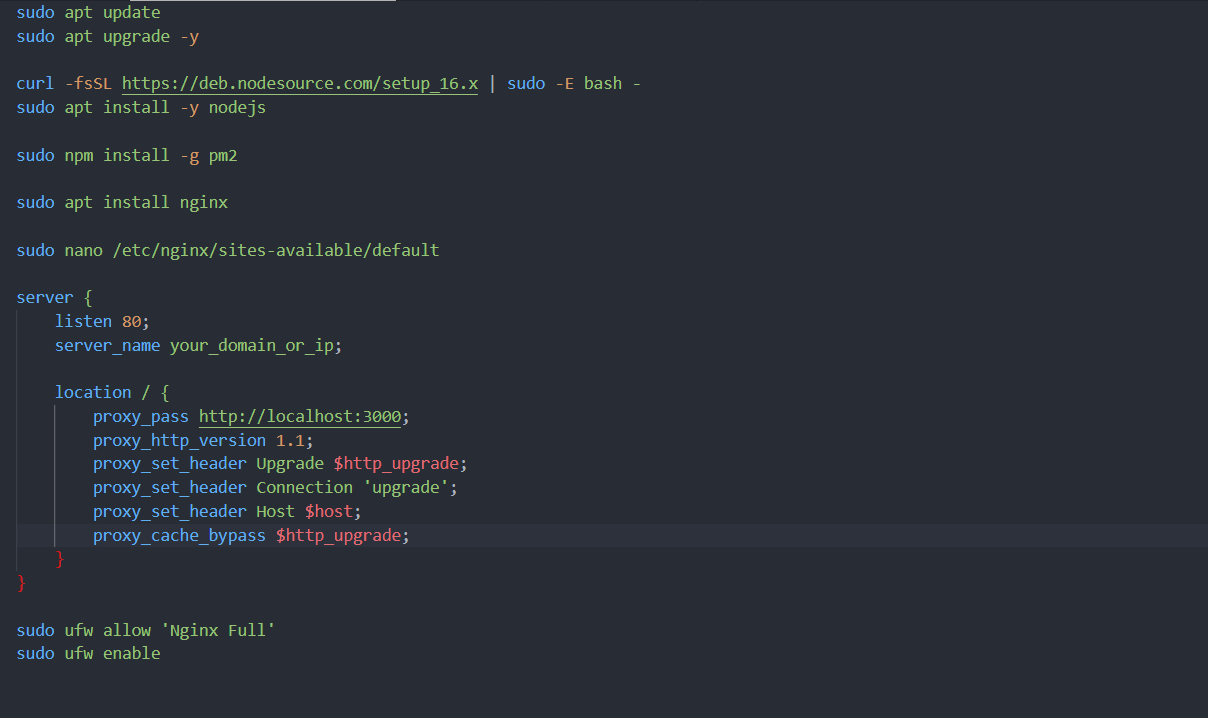 sudo apt update
sudo apt upgrade -y
curl -fsSL https://deb.nodesource.com/setup_16.x | sudo -E bash -
sudo apt install -y nodejs
sudo npm install -g pm2
sudo apt install nginx
sudo nano /etc/nginx/sites-available/default
server {
    listen 80;
    server_name your_domain_or_ip;
    location / {
        proxy_pass http://localhost:3000;
        proxy_http_version 1.1;
        proxy_set_header Upgrade $http_upgrade;
        proxy_set_header Connection 'upgrade';
        proxy_set_header Host $host;
        proxy_cache_bypass $http_upgrade;
    }
}
sudo ufw allow 'Nginx Full'
sudo ufw enable